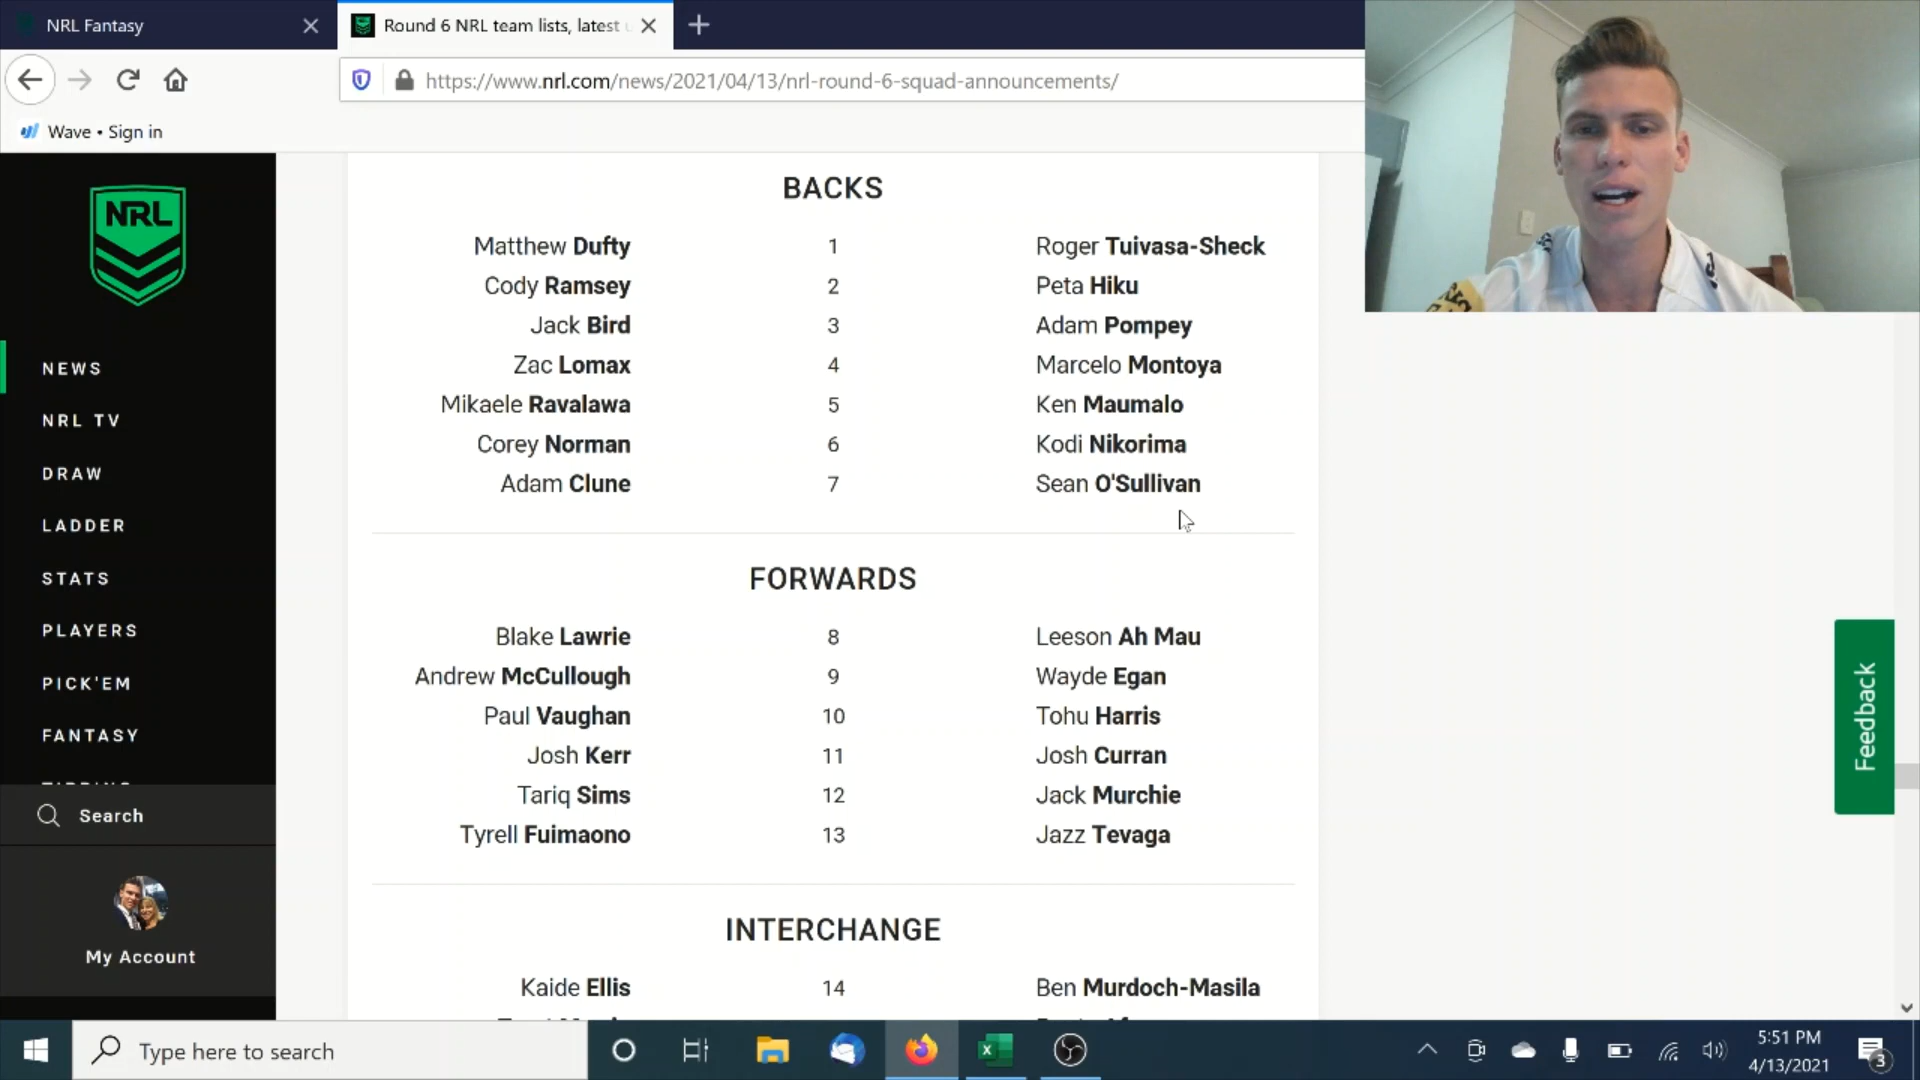 NRL Fantasy
Round 6 NRL team lists, latest
https://www.nrl.com/news/2021/04/13/nrl-round-6-squad-announcements/
Wave • Sign in
NRL
NEWS
NRL TV
DRAW
LADDER
STATS
PLAYERS
PICK'EM
FANTASY
Search
My Account
BACKS
Matthew Dufty 1 Roger Tuivasa-Sheck
Cody Ramsey 2 Peta Hiku
Jack Bird 3 Adam Pompey
Zac Lomax 4 Marcelo Montoya
Mikaele Ravalawa 5 Ken Maumalo
Corey Norman 6 Kodi Nikorima
Adam Clune 7 Sean O'Sullivan
FORWARDS
Blake Lawrie 8 Leeson Ah Mau
Andrew McCullough 9 Wayde Egan
Paul Vaughan 10 Tohu Harris
Josh Kerr 11 Josh Curran
Tariq Sims 12 Jack Murchie
Tyrell Fuimaono 13 Jazz Tevaga
INTERCHANGE
Kaide Ellis 14 Ben Murdoch-Masila
Feedback
Type here to search
5:51 PM
4/13/2021
3